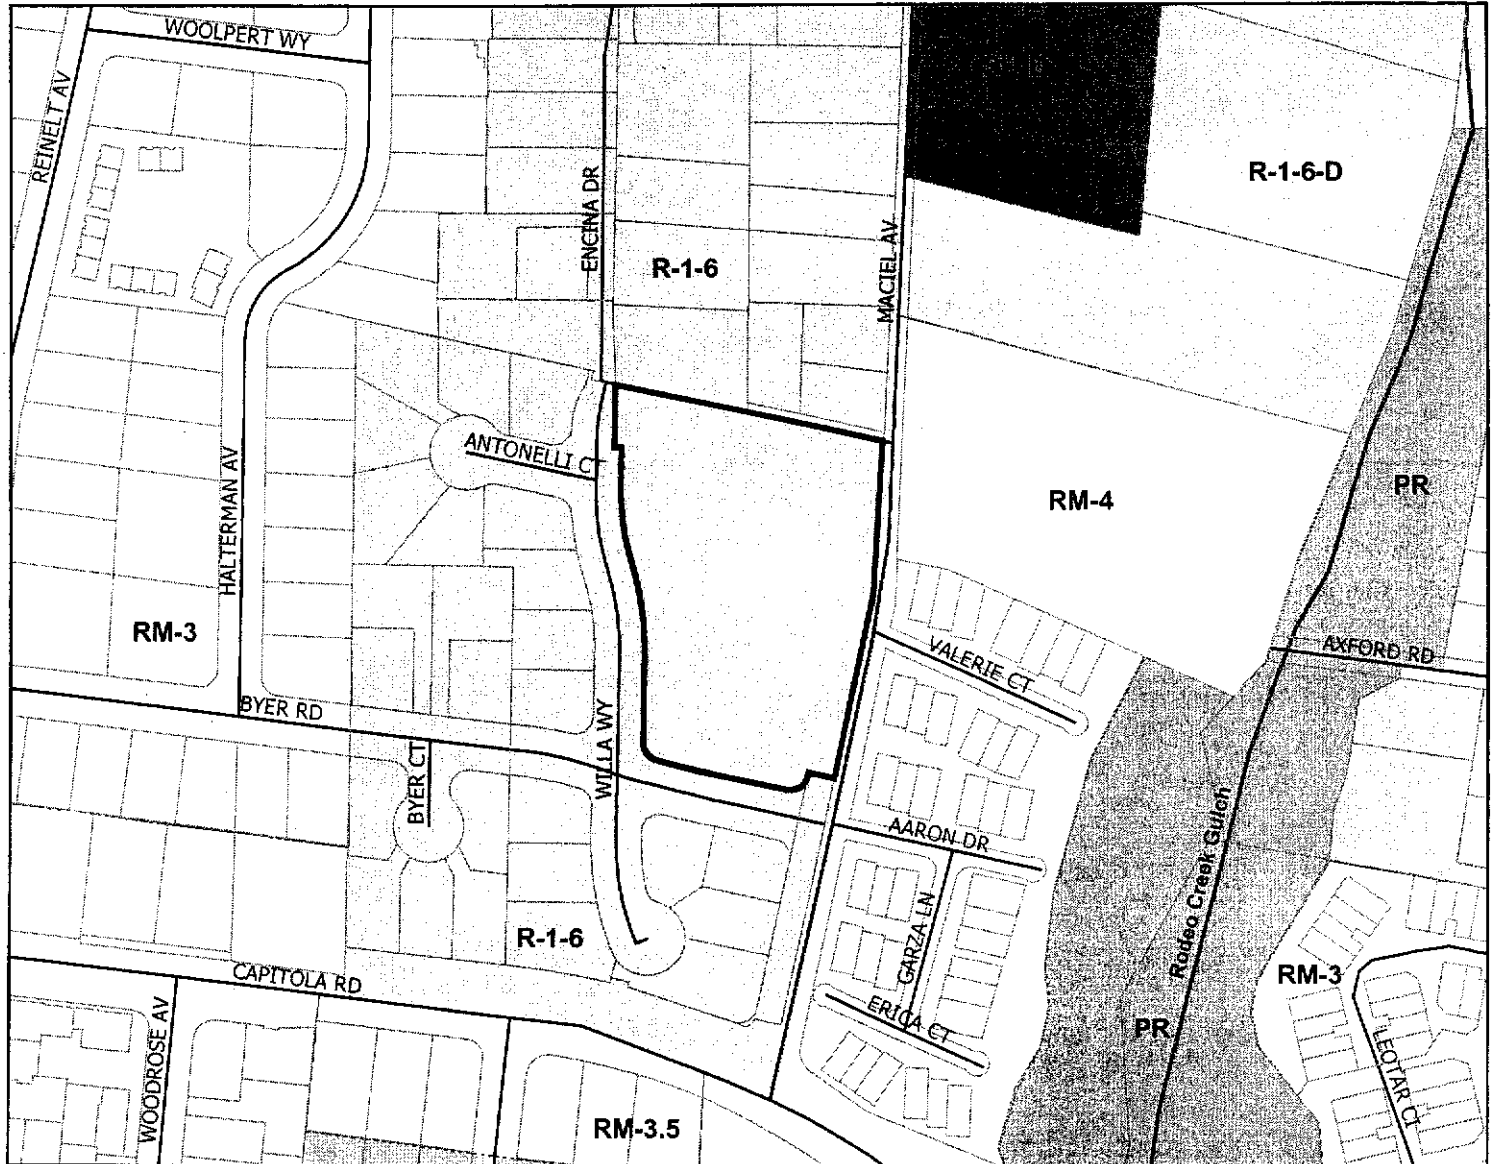 WOOLPERT WY
REINELT AV
ENCINA DR
R-1-6-D
R-1-6
MACIEL AV
ANTONELLI CT
HALTERMAN AV
RM-4
PR
RM-3
VALERIE CT
AXFORD RD
BYER RD
BYER CT
WILLA WY
AARON DR
GARZA LN
Rodeo Creek Gulch
R-1-6
CAPITOLA RD
RM-3
ERICA CT
PR
WOODROSE AV
LEOTAR CT
RM-3.5